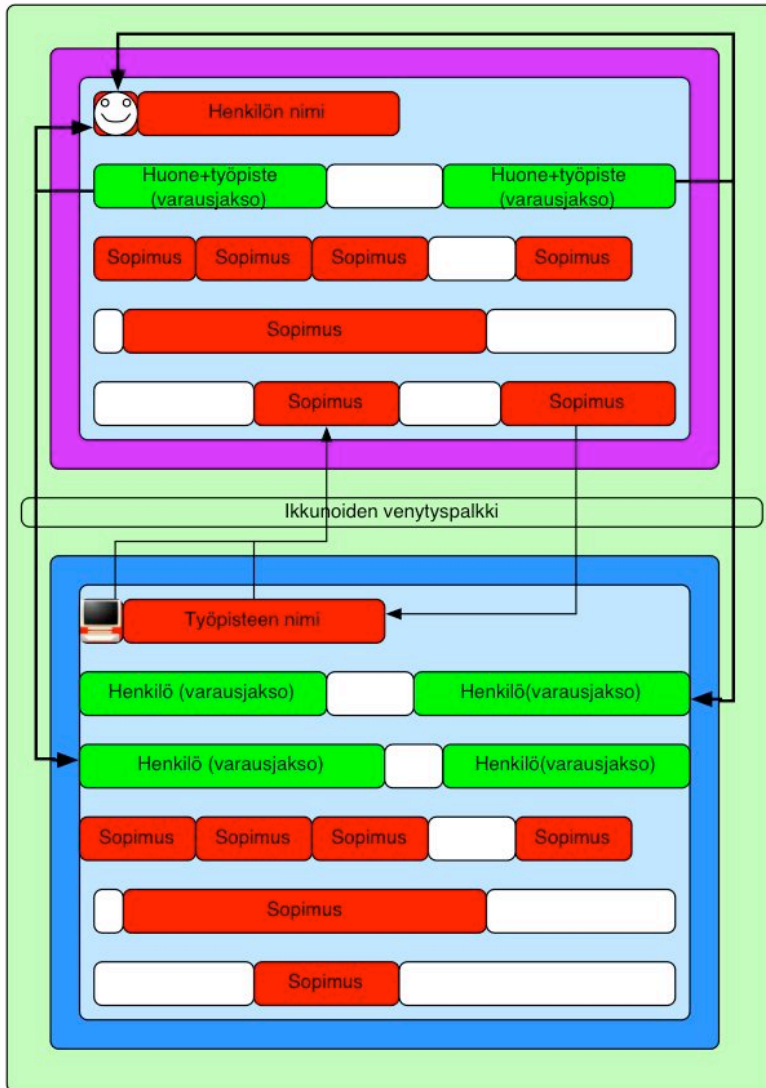 Henkilön nimi
Huone+työpiste
(varausjakso)
Huone+työpiste
(varausjakso)
Sopimus Sopimus Sopimus Sopimus
Sopimus
Sopimus Sopimus
Ikkunoiden venytyspalkki
Työpisteen nimi
Henkilö (varausjakso) Henkilö(varausjakso)
Henkilö (varausjakso) Henkilö(varausjakso)
Sopimus Sopimus Sopimus Sopimus
Sopimus
Sopimus